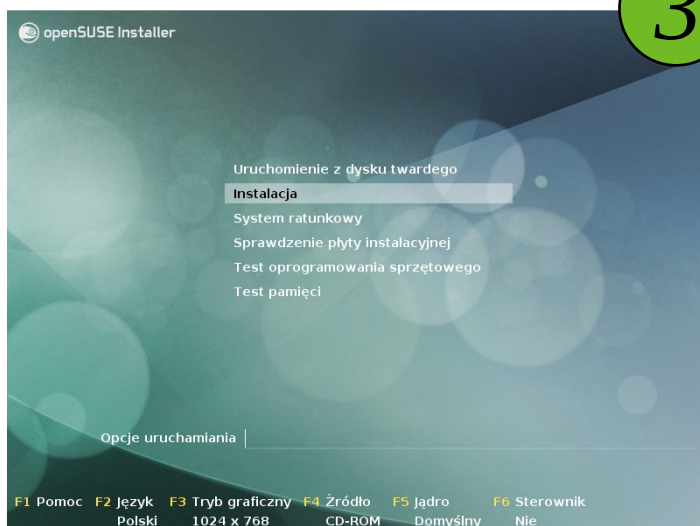 3
openSUSE Installer
Uruchomienie z dysku twardego
Instalacja
System ratunkowy
Sprawdzenie płyty instalacyjnej
Test oprogramowania sprzętowego
Test pamięci
Opcje uruchamiania
F1 Pomoc F2 Język F3 Tryb graficzny F4 Źródło F5 Jądro F6 Sterownik
Polski 1024 x 768 CD-ROM Domyślny Nie